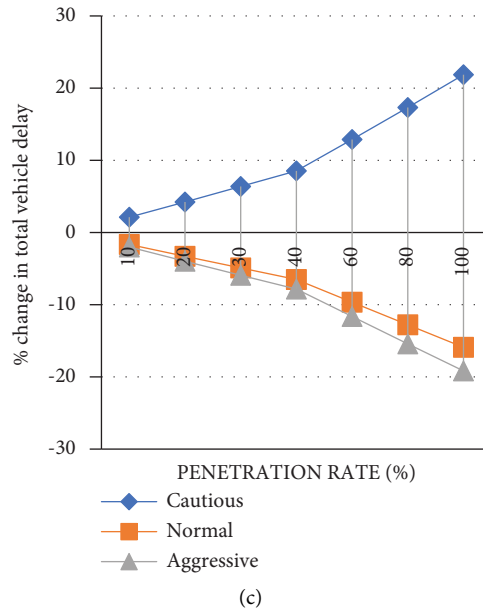 30
20
10
0
-10
-20
-30
% change in total vehicle delay
10 20 30 40 60 80 100
PENETRATION RATE (%)
Cautious
Normal
Aggressive
(c)